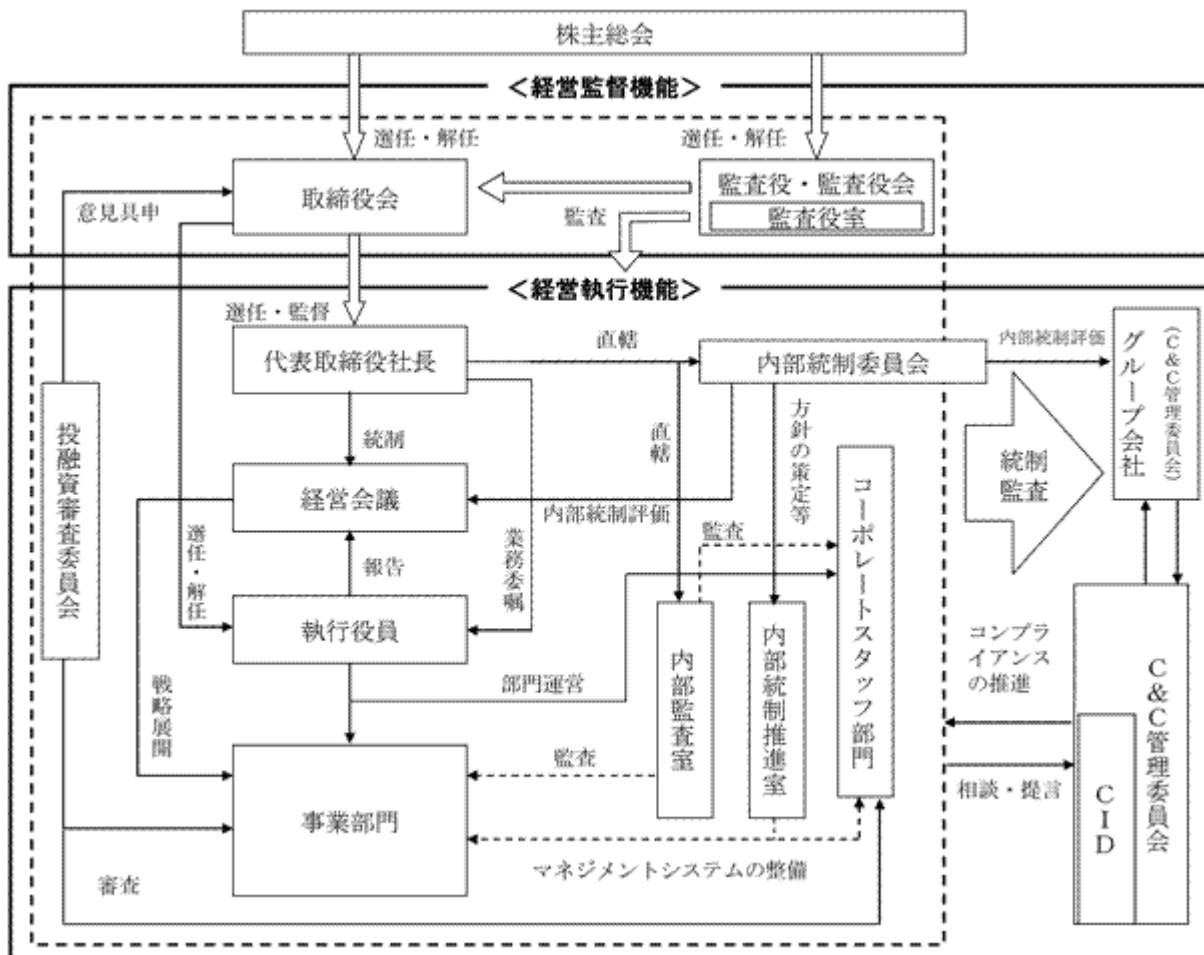 株主総会
＜経営監督機能＞
選任・解任
選任・解任
取締役会
監査役・監査役会
監査役室
意見具申
監査
＜経営執行機能＞
選任・監督
代表取締役社長
直轄
内部統制委員会
内部統制評価
グループ会社
（C&C管理委員会）
統制
直轄
方針の策定等
統制
監査
投融資審査委員会
経営会議
内部統制評価
コーポレートスタッフ部門
選任・解任
報告
業務委嘱
監査
執行役員
内部監査室
内部統制推進室
コンプラ
イアンス
の推進
C&C管理委員会
CID
戦略展開
部門運営
監査
事業部門
相談・提言
マネジメントシステムの整備
審査